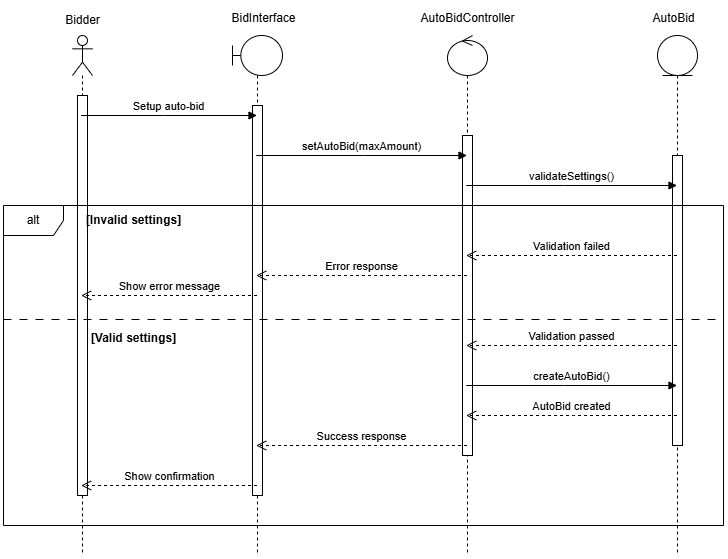 Bidder
BidInterface
AutoBidController
AutoBid
Setup auto-bid
setAutoBid(maxAmount)
validateSettings()
alt
[Invalid settings]
Validation failed
Error response
Show error message
[Valid settings]
Validation passed
createAutoBid()
AutoBid created
Success response
Show confirmation